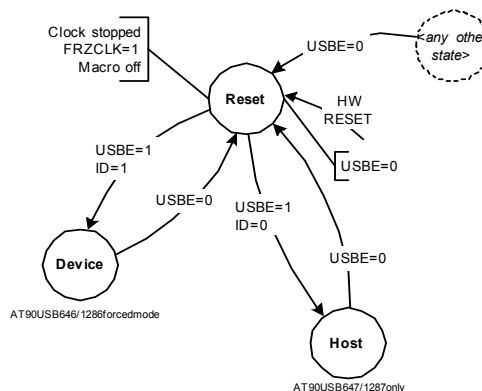 Clock stopped
FRZCLK=1
Macro off
USBE=0
<any othe
state>
Reset
HW
RESET
USBE=0
USBE=1
ID=1
USBE=0
USBE=1
ID=0
USBE=0
Device
AT90USB646/1286forcedmode
Host
AT90USB647/1287only